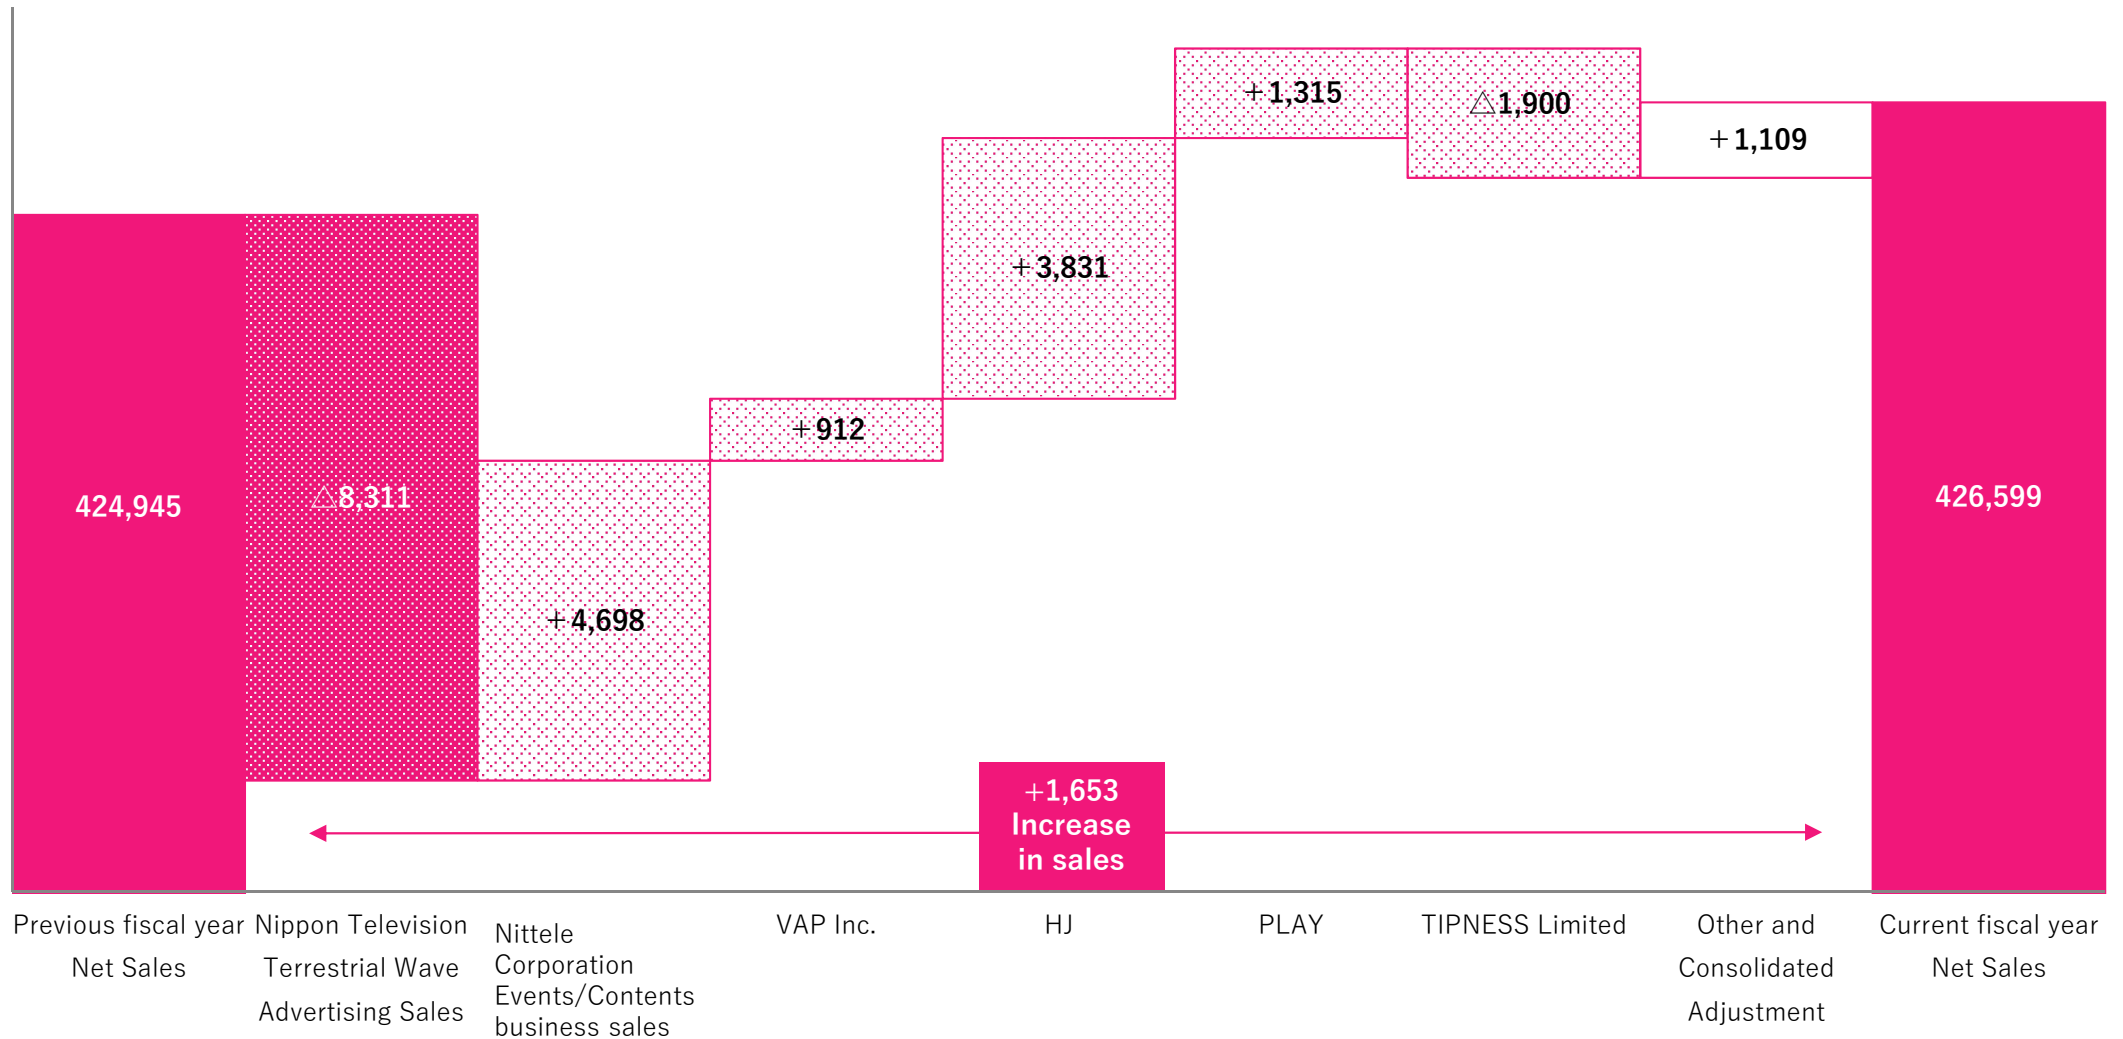 +1,315
△1,900
+1,109
+3,831
+912
424,945
△8,311
426,599
+4,698
+1,653
Increase
in sales
Previous fiscal year
Net Sales
Nippon Television
Terrestrial Wave
Advertising Sales
Nittele
Corporation
Events/Contents
business sales
VAP Inc.
HJ
PLAY
TIPNESS Limited
Other and
Consolidated
Adjustment
Current fiscal year
Net Sales